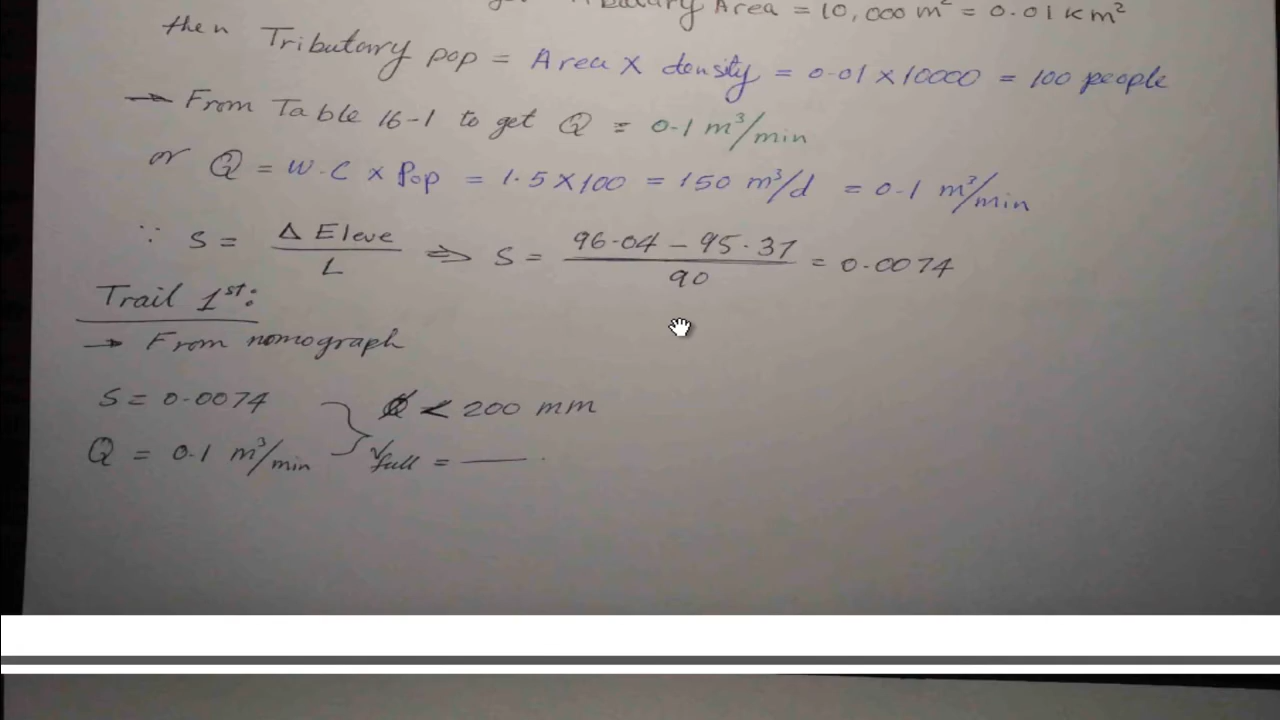 Tributary Area = 10,000 m² = 0.01 km²
then Tributary pop = Area × density = 0.01 × 10000 = 100 people
→ From Table 16-1 to get Q = 0.1 m³/min
or Q = W.C × Pop = 1.5×100 = 150 m³/d = 0.1 m³/min
∵ S = Δ Eleve / L ⇒ S = 96.04 - 95.37 / 90 = 0.0074
Trail 1st:
→ From nomograph
S = 0.0074 < 200 mm
Q = 0.1 m³/min Vfull = —